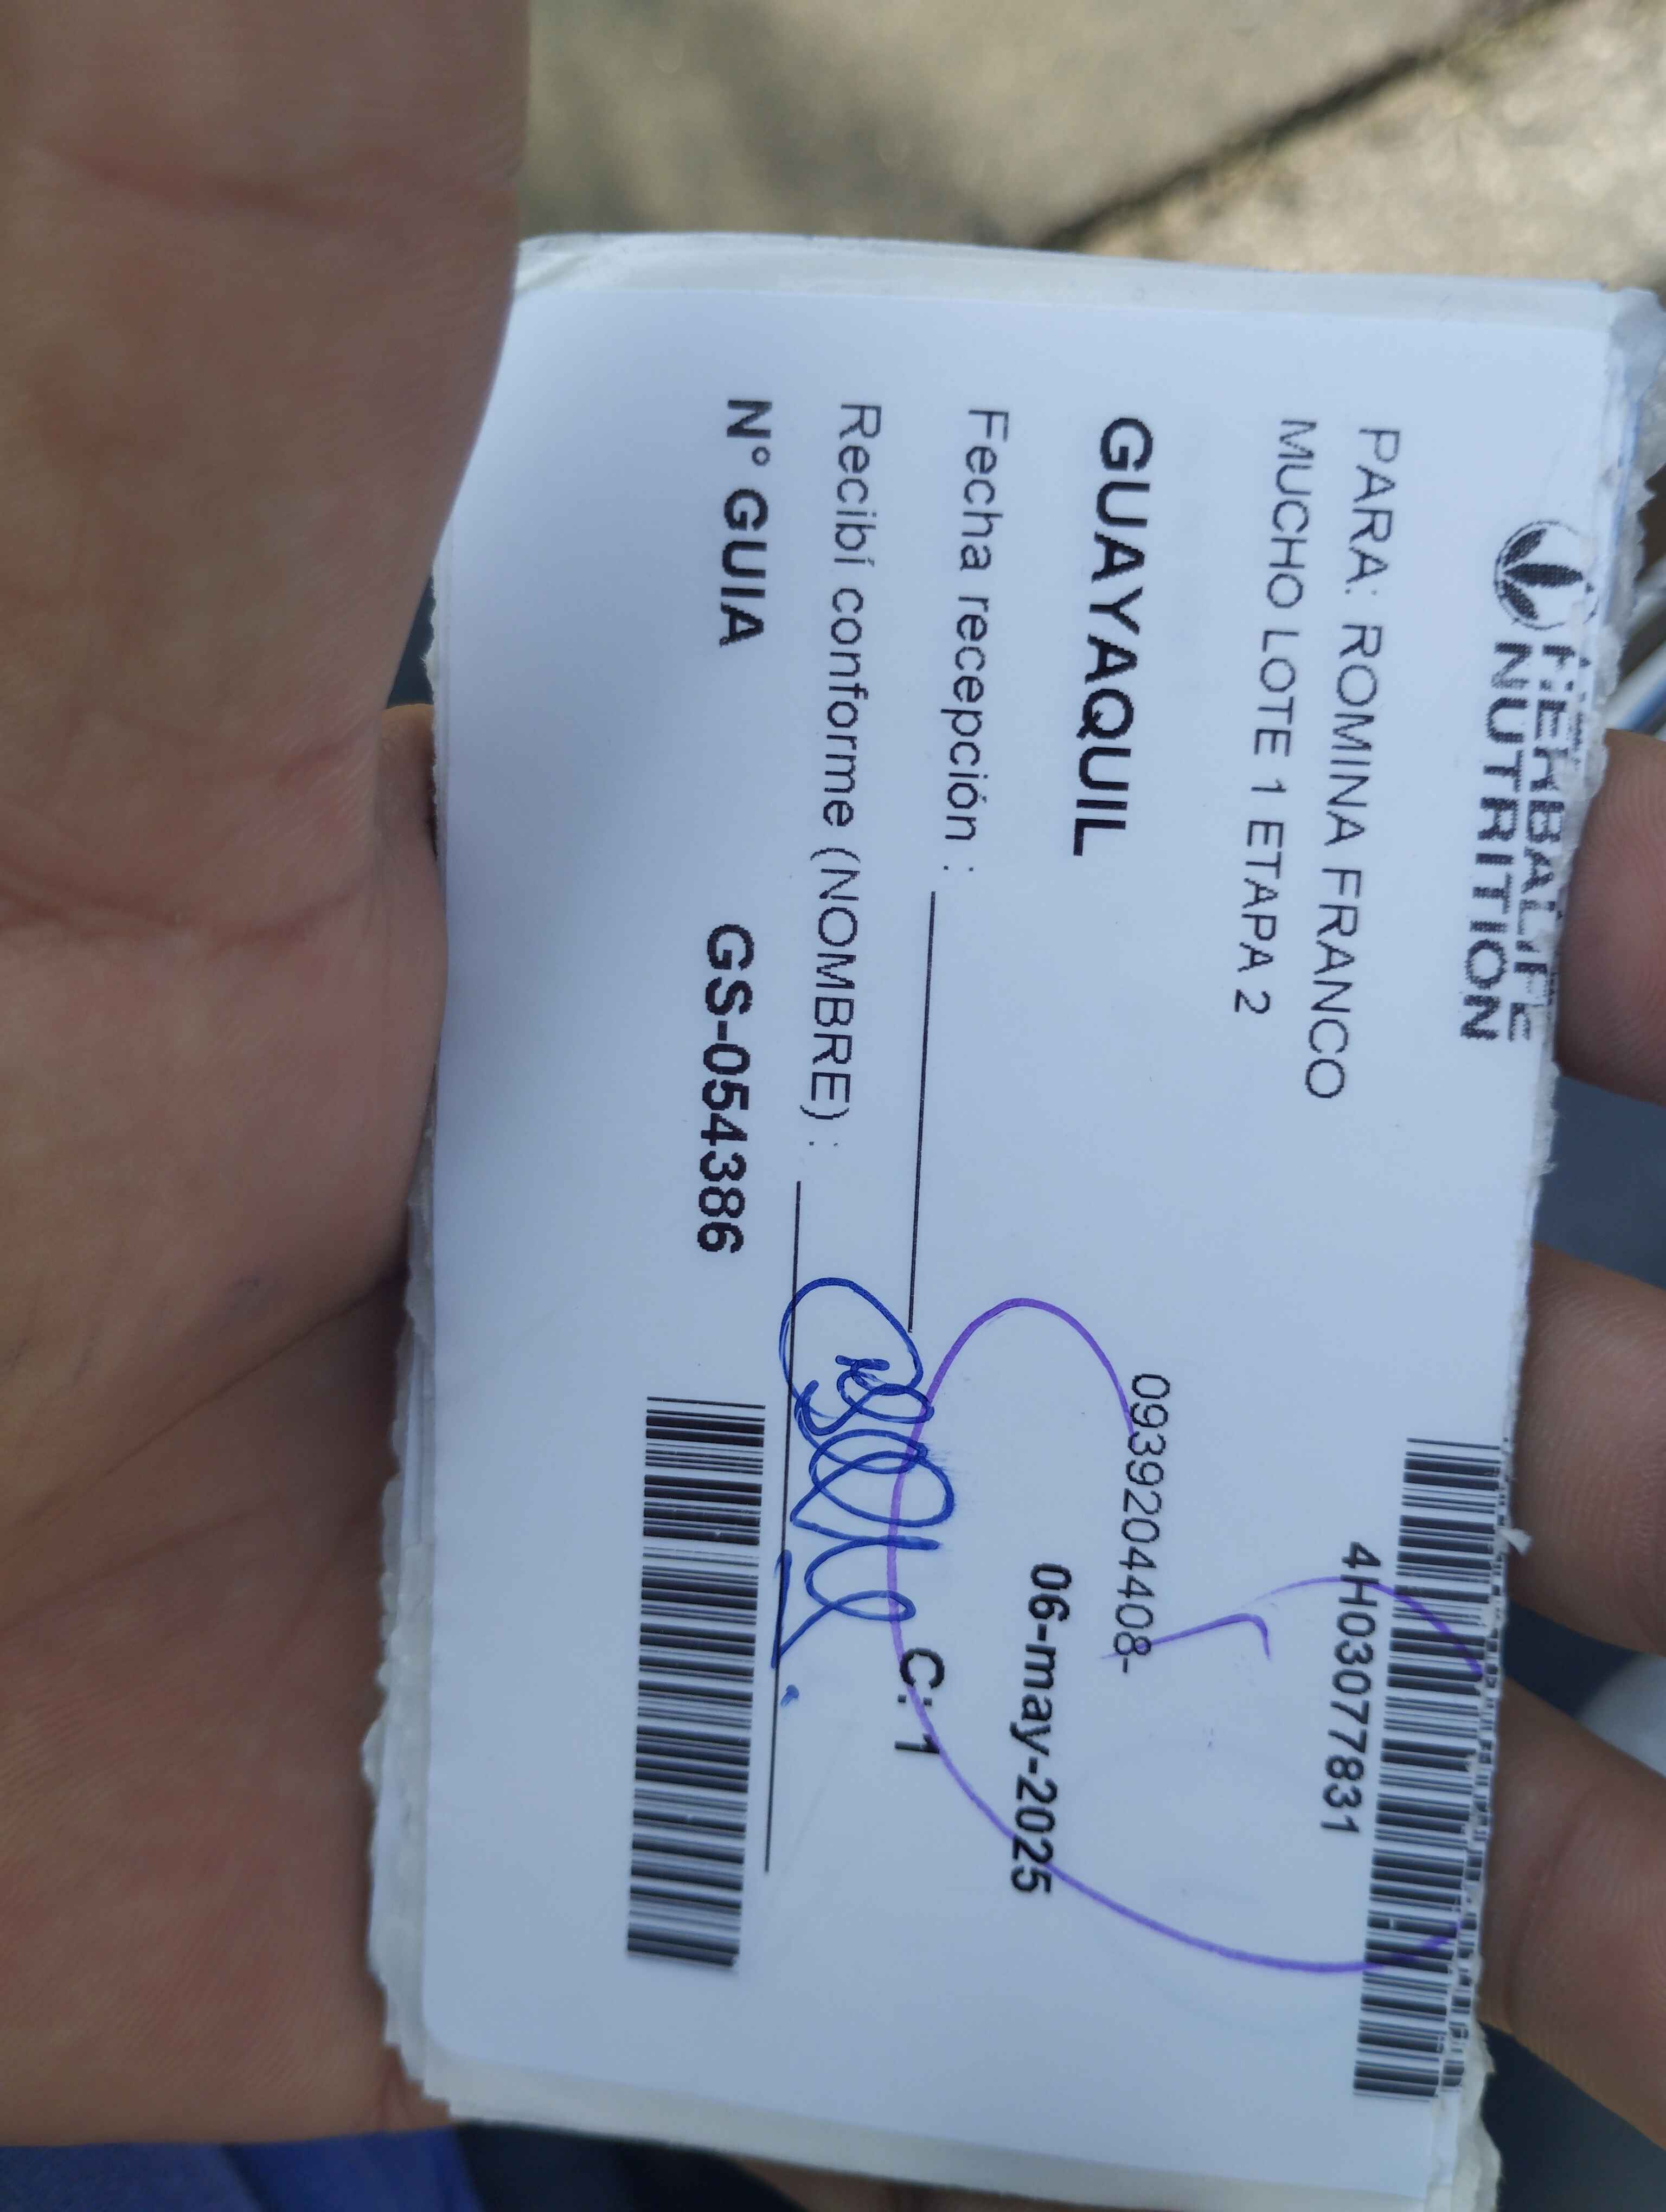 HERBALIFE
NUTRITION
4H03077831
PARA: ROMINA FRANCO
MUCHO LOTE 1 ETAPA 2
0939204408-
GUAYAQUIL
06-may-2025
Fecha recepción :
C: 1
Recibí conforme (NOMBRE) :
N° GUIA GS-054386